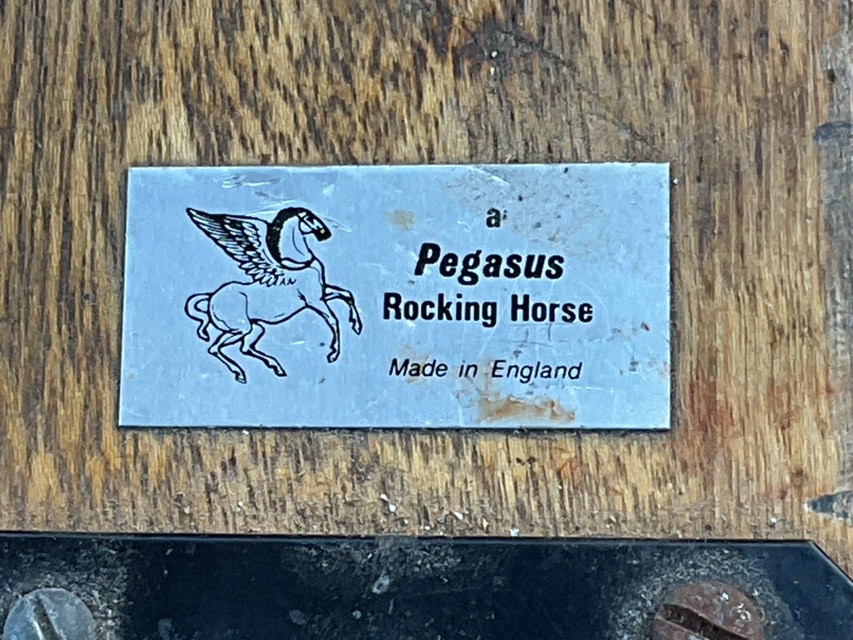 a
Pegasus
Rocking Horse
Made in England